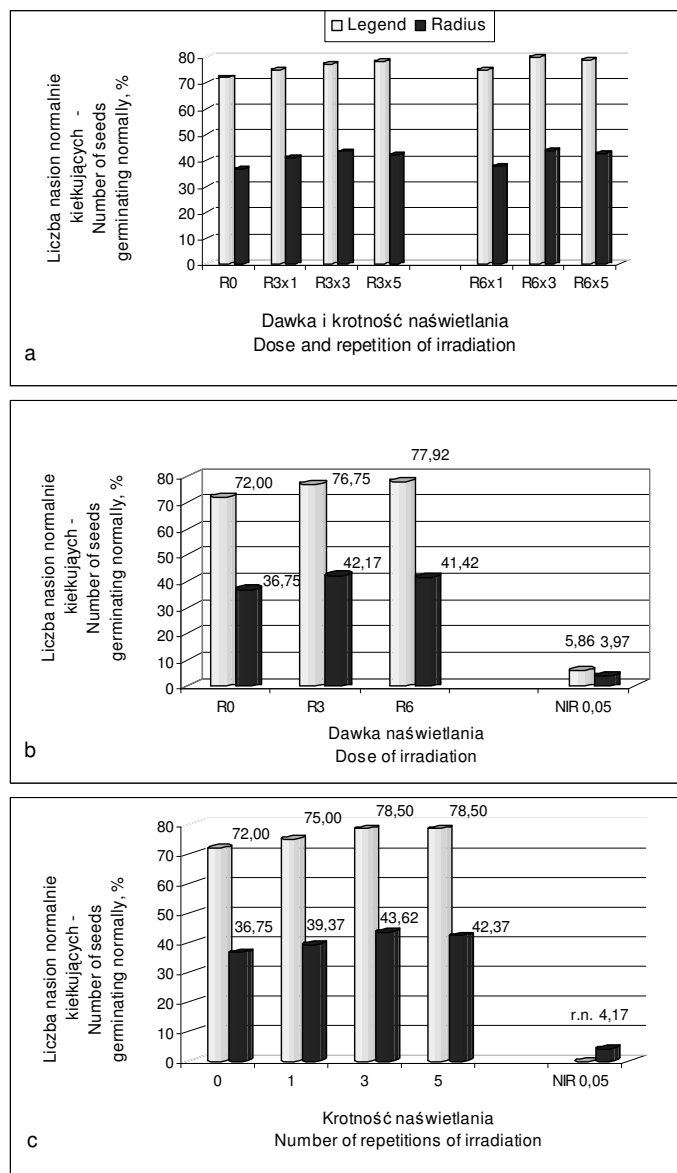 Legend Radius
Liczba nasion normalnie
kiełkujących -
Number of seeds
germinating normally, %
80
70
60
50
40
30
20
10
0
R0 R3x1 R3x3 R3x5 R6x1 R6x3 R6x5
Dawka i krotność naświetlania
Dose and repetition of irradiation
a
Liczba nasion normalnie
kiełkująych -
Number of seeds
germinating normally, %
80
70
60
50
40
30
20
10
0
72,00 76,75 77,92
36,75 42,17 41,42
5,86 3,97
R0 R3 R6 NIR 0,05
Dawka naświetlania
Dose of irradiation
b
Liczba nasion normalnie
kiełkujących -
Number of seeds
germinating normally, %
80
70
60
50
40
30
20
10
0
72,00 75,00 78,50 78,50
36,75 39,37 43,62 42,37
r.n. 4,17
0 1 3 5 NIR 0,05
Krotność naświetlania
Number of repetitions of irradiation
c